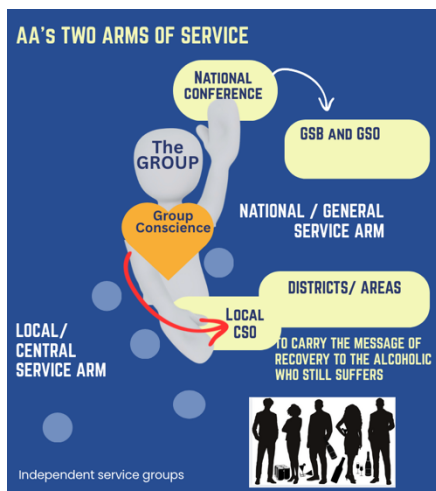 AA's TWO ARMS OF SERVICE
NATIONAL
CONFERENCE
GSB AND GSO
The
GROUP
Group
Conscience
NATIONAL / GENERAL
SERVICE ARM
DISTRICTS/ AREAS
LOCAL
CSO
LOCAL/
CENTRAL
SERVICE ARM
TO CARRY THE MESSAGE OF
RECOVERY TO THE ALCOHOLIC
WHO STILL SUFFERS
Independent service groups